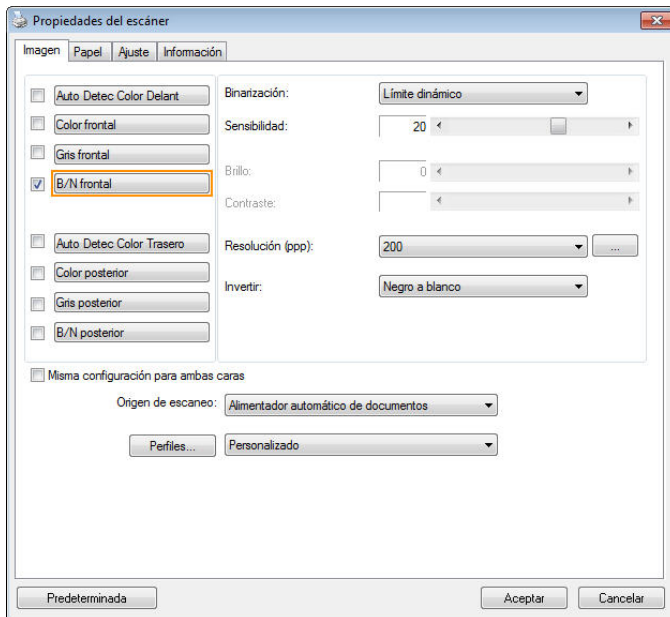 Propiedades del escáner
Imagen Papel Ajuste Información
Auto Detec Color Delant
Color frontal
Gris frontal
B/N frontal
Auto Detec Color Trasero
Color posterior
Gris posterior
B/N posterior
Binarización: Límite dinámico
Sensibilidad: 20
Brillo: 0
Contraste:
Resolución (ppp): 200 ...
Invertir: Negro a blanco
Misma configuración para ambas caras
Origen de escaneo: Alimentador automático de documentos
Perfiles... Personalizado
Predeterminada Aceptar Cancelar